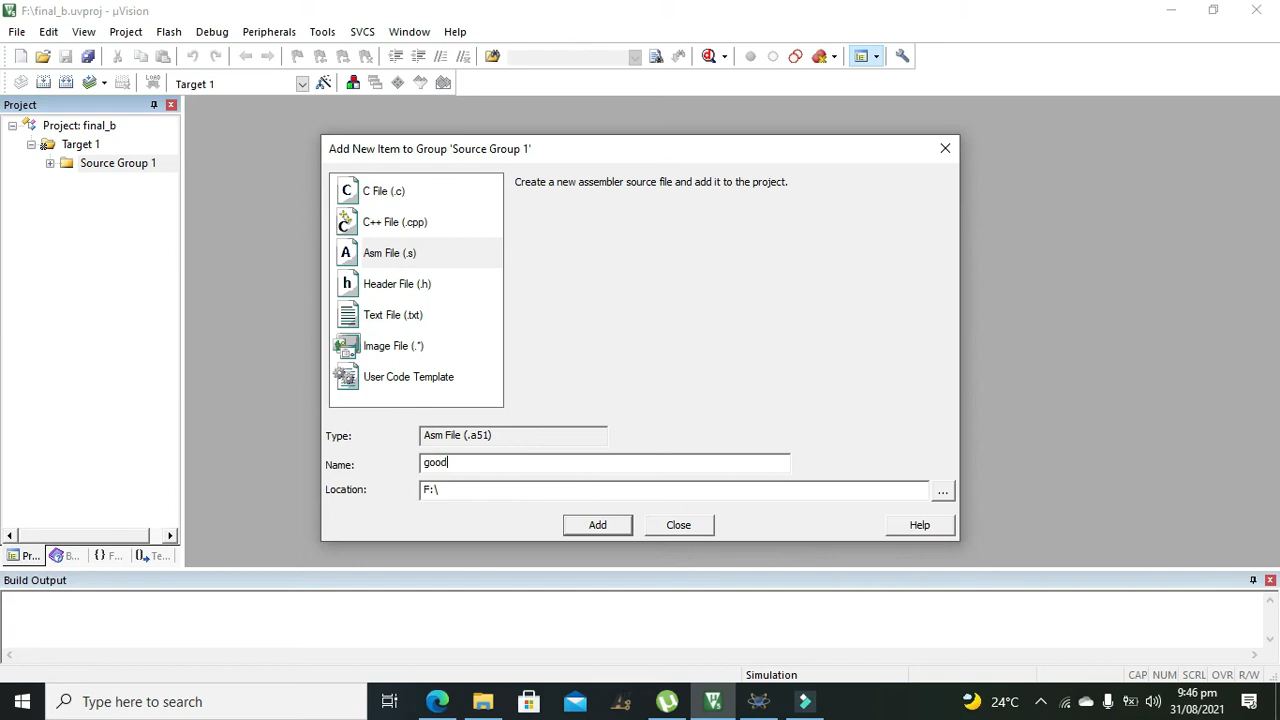 F:\final_b.uvproj - µVision
File Edit View Project Flash Debug Peripherals Tools SVCS Window Help
LOAD Target 1
Project
Project: final_b
Target 1
Source Group 1
Add New Item to Group 'Source Group 1'
C C File (.c)
C C++ File (.cpp)
A Asm File (.s)
h Header File (.h)
Text File (.txt)
Image File (.*)
User Code Template
Create a new assembler source file and add it to the project.
Type: Asm File (.a51)
Name: good
Location: F:\ ...
Add Close Help
Pr... B... {} F... 0 Te...
Build Output
Simulation CAP NUM SCRL OVR R/W
Type here to search
24°C
9:46 pm
31/08/2021